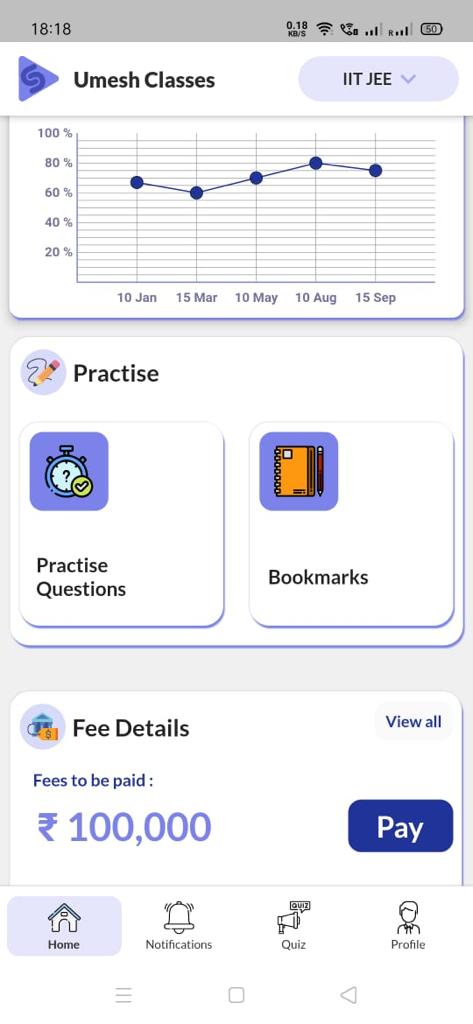 18:18
0.18
KB/S
R
50
Umesh Classes
IIT JEE
100 %
80 %
60 %
40 %
20 %
10 Jan 15 Mar 10 May 10 Aug 15 Sep
Practise
?
Practise
Questions
Bookmarks
$
Fee Details
View all
Fees to be paid :
₹ 100,000
Pay
QUIZ
Home
Notifications
Quiz
Profile